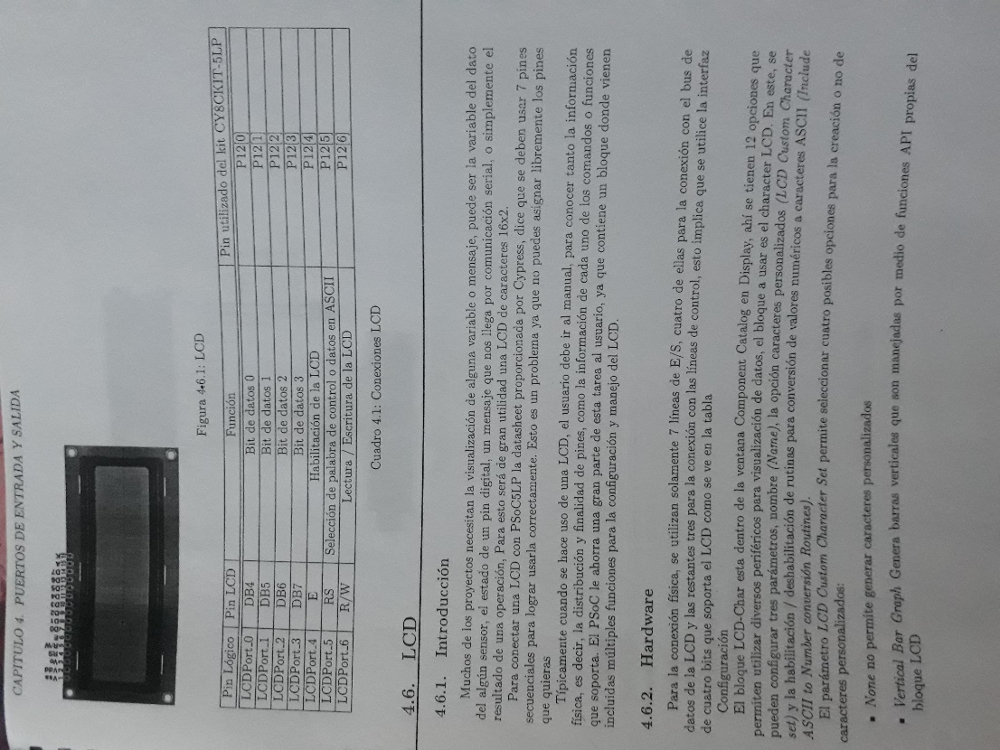 CAPITULO 4. PUERTOS DE ENTRADA Y SALIDA
Figura 4.6.1: LCD
Pin Lógico Pin LCD Función Pin utilizado del kit CY8CKIT-5LP
LCDPort_0 DB4 Bit de datos 0 P12[0]
LCDPort_1 DB5 Bit de datos 1 P12[1]
LCDPort_2 DB6 Bit de datos 2 P12[2]
LCDPort_3 DB7 Bit de datos 3 P12[3]
LCDPort_4 E Habilitación de la LCD P12[4]
LCDPort_5 RS Selección de palabra de control o datos en ASCII P12[5]
LCDPort_6 R/W Lectura / Escritura de la LCD P12[6]
Cuadro 4.1: Conexiones LCD
4.6. LCD
4.6.1. Introducción
Muchos de los proyectos necesitan la visualización de alguna variable o mensaje, puede ser la variable del dato
del algún sensor, el estado de un pin digital, un mensaje que nos llega por comunicación serial, o simplemente el
resultado de una operación, Para esto será de gran utilidad una LCD de caracteres 16x2.
Para conectar una LCD con PSoC5LP la datasheet proporcionada por Cypress, dice que se deben usar 7 pines
secuenciales para lograr usarla correctamente. Esto es un problema ya que no puedes asignar libremente los pines
que quieras
Típicamente cuando se hace uso de una LCD, el usuario debe ir al manual, para conocer tanto la información
física, es decir, la distribución y finalidad de pines, como la información de cada uno de los comandos o funciones
que soporta. El PSoC le ahorra una gran parte de esta tarea al usuario, ya que contiene un bloque donde vienen
incluidas múltiples funciones para la configuración y manejo del LCD.
4.6.2. Hardware
Para la conexión física, se utilizan solamente 7 líneas de E/S, cuatro de ellas para la conexión con el bus de
datos de la LCD y las restantes tres para la conexión con las líneas de control, esto implica que se utilice la interfaz
de cuatro bits que soporta el LCD como se ve en la tabla
Configuración
El bloque LCD-Char esta dentro de la ventana Component Catalog en Display, ahí se tienen 12 opciones que
permiten utilizar diversos periféricos para visualización de datos, el bloque a usar es el character LCD. En este, se
pueden configurar tres parámetros, nombre (Name), la opción caracteres personalizados (LCD Custom Character
set) y la habilitación / deshabilitación de rutinas para conversión de valores numéricos a caracteres ASCII (Include
ASCII to Number conversión Routines).
El parámetro LCD Custom Character Set permite seleccionar cuatro posibles opciones para la creación o no de
caracteres personalizados:
▪ None no permite generar caracteres personalizados
▪ Vertical Bar Graph Genera barras verticales que son manejadas por medio de funciones API propias del
bloque LCD